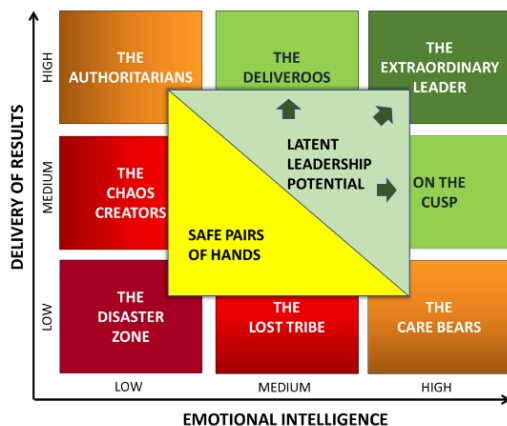 THE
AUTHORITARIANS
THE
DELIVEROOS
THE
EXTRAORDINARY
LEADER
HIGH
LATENT
LEADERSHIP
POTENTIAL
THE
CHAOS
CREATORS
ON THE
CUSP
MEDIUM
DELIVERY OF RESULTS
SAFE PAIRS
OF HANDS
THE
DISASTER
ZONE
THE
LOST TRIBE
THE
CARE BEARS
LOW
LOW
MEDIUM
HIGH
EMOTIONAL INTELLIGENCE